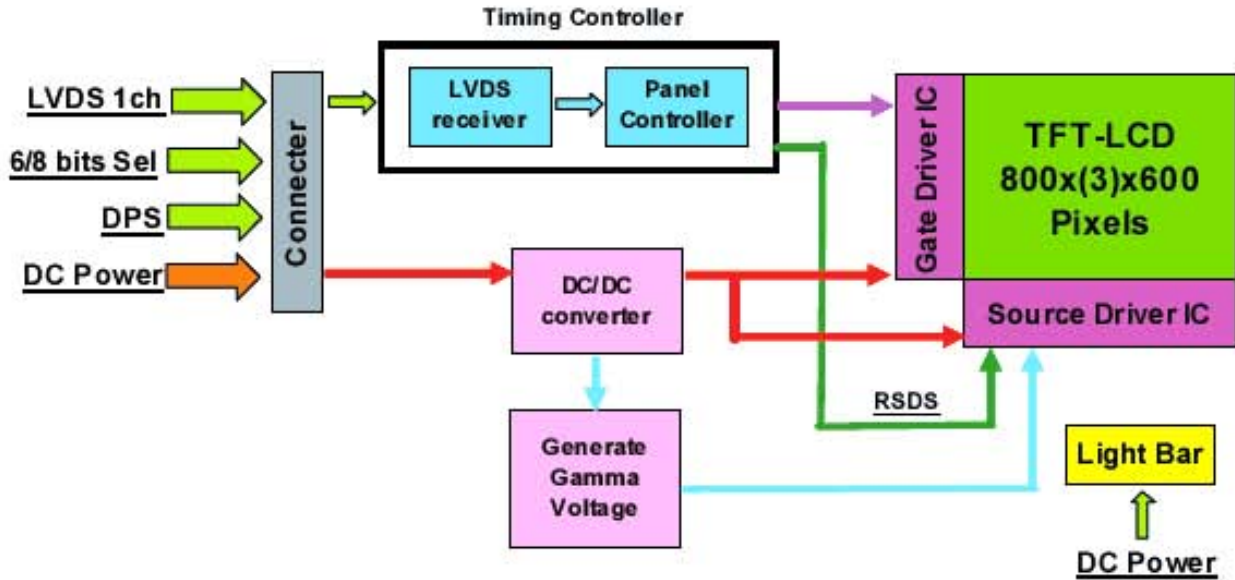 Timing Controller
LVDS 1ch
6/8 bits Sel
DPS
DC Power
Connecter
LVDS
receiver
Panel
Controller
Gate Driver IC
TFT-LCD
800x(3)x600
Pixels
DC/DC
converter
Source Driver IC
RSDS
Generate
Gamma
Voltage
Light Bar
DC Power